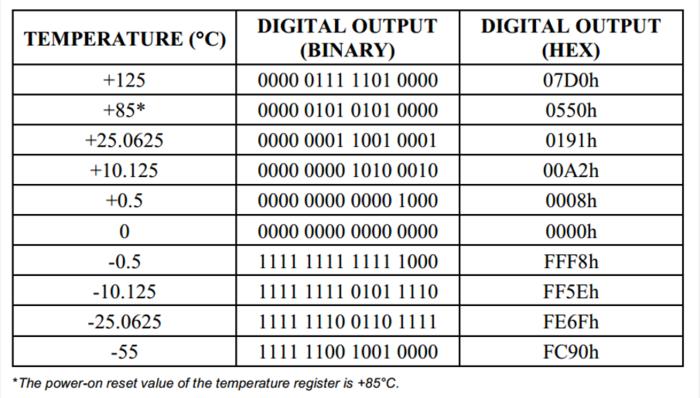 TEMPERATURE (°C) DIGITAL OUTPUT (BINARY) DIGITAL OUTPUT (HEX)
+125 0000 0111 1101 0000 07D0h
+85* 0000 0101 0101 0000 0550h
+25.0625 0000 0001 1001 0001 0191h
+10.125 0000 0000 1010 0010 00A2h
+0.5 0000 0000 0000 1000 0008h
0 0000 0000 0000 0000 0000h
-0.5 1111 1111 1111 1000 FFF8h
-10.125 1111 1111 0101 1110 FF5Eh
-25.0625 1111 1110 0110 1111 FE6Fh
-55 1111 1100 1001 0000 FC90h
*The power-on reset value of the temperature register is +85°C.